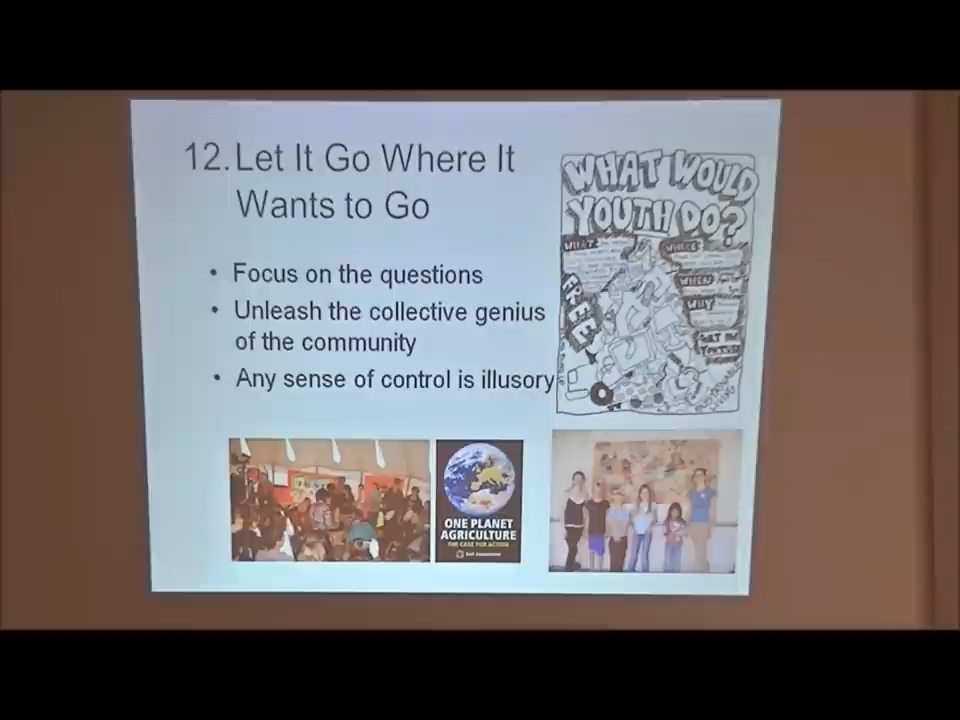 12. Let It Go Where It
Wants to Go
• Focus on the questions
• Unleash the collective genius
of the community
• Any sense of control is illusory
WHAT WOULD
YOUTH DO?
WHAT:
WHERE:
WHEN:
WHY
FREE
ONE PLANET
AGRICULTURE
THE CASE FOR ACTION
Soil Association